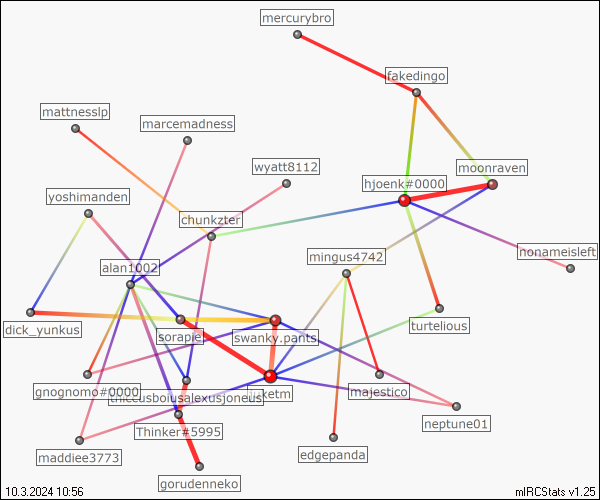 mercurybro
fakedingo
mattnesslp
marcemadness
wyatt8112
moonraven
hjoenk#0000
yoshimanden
chunkzter
nonameisleft
mingus4742
alan1002
dick_yunkus
turtelious
sorapie
swanky.pants
gnognomo#0000
majestico
thiccusboiusalexusjoneus
neptune01
Thinker#5995
maddiee3773
edgepanda
gorudenneko
10.3.2024 10:56
mIRCStats v1.25